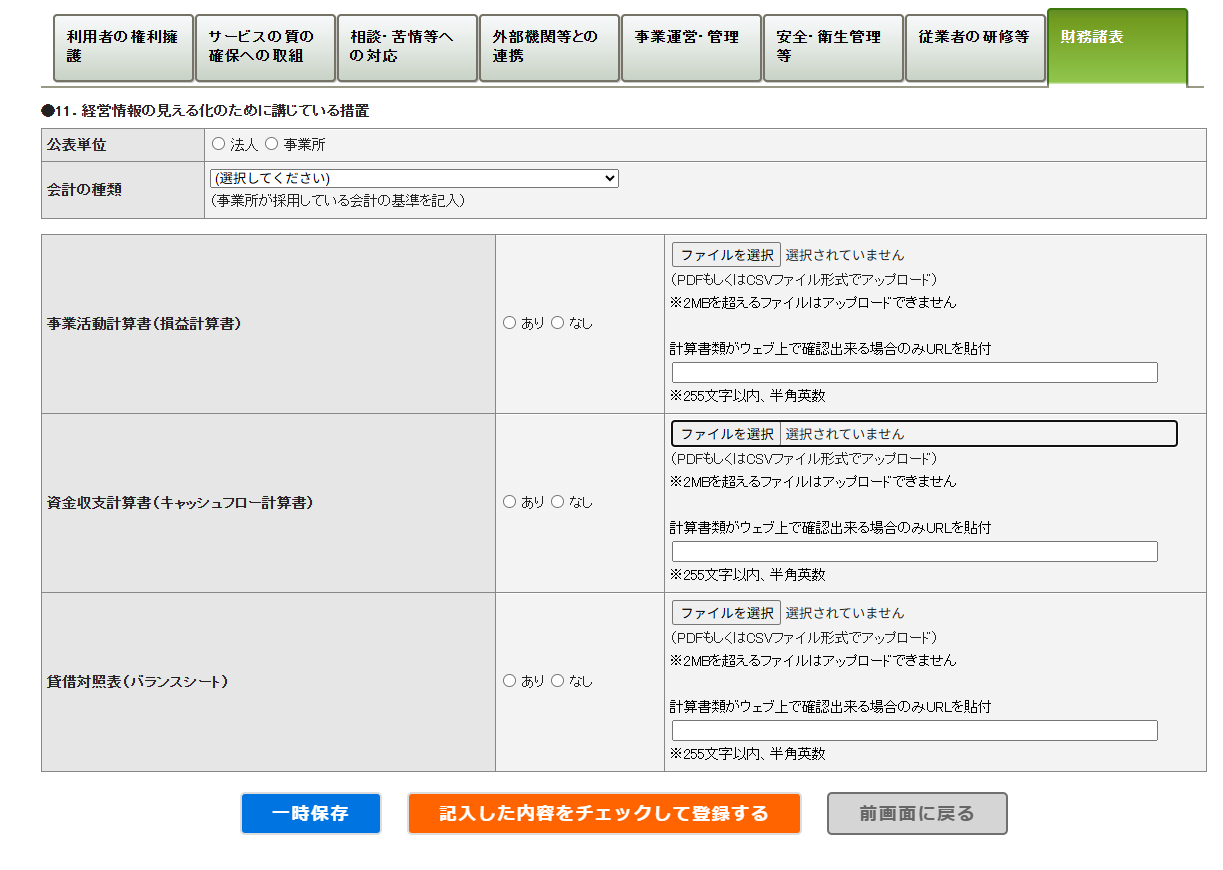 利用者の権利擁
護
サービスの質の
確保への取組
相談・苦情等へ
の対応
外部機関等との
連携
事業運営・管理
安全・衛生管理
等
従業者の研修等
財務諸表
●11．経営情報の見える化のために講じている措置
公表単位
法人 事業所
会計の種類
(選択してください)
(事業所が採用している会計の基準を記入)
事業活動計算書(損益計算書)
あり なし
ファイルを選択 選択されていません
(PDFもしくはCSVファイル形式でアップロード)
※2MBを超えるファイルはアップロードできません
計算書類がウェブ上で確認出来る場合のみURLを貼付
※255文字以内、半角英数
資金収支計算書(キャッシュフロー計算書)
あり なし
ファイルを選択 選択されていません
(PDFもしくはCSVファイル形式でアップロード)
※2MBを超えるファイルはアップロードできません
計算書類がウェブ上で確認出来る場合のみURLを貼付
※255文字以内、半角英数
貸借対照表(バランスシート)
あり なし
ファイルを選択 選択されていません
(PDFもしくはCSVファイル形式でアップロード)
※2MBを超えるファイルはアップロードできません
計算書類がウェブ上で確認出来る場合のみURLを貼付
※255文字以内、半角英数
一時保存
記入した内容をチェックして登録する
前画面に戻る